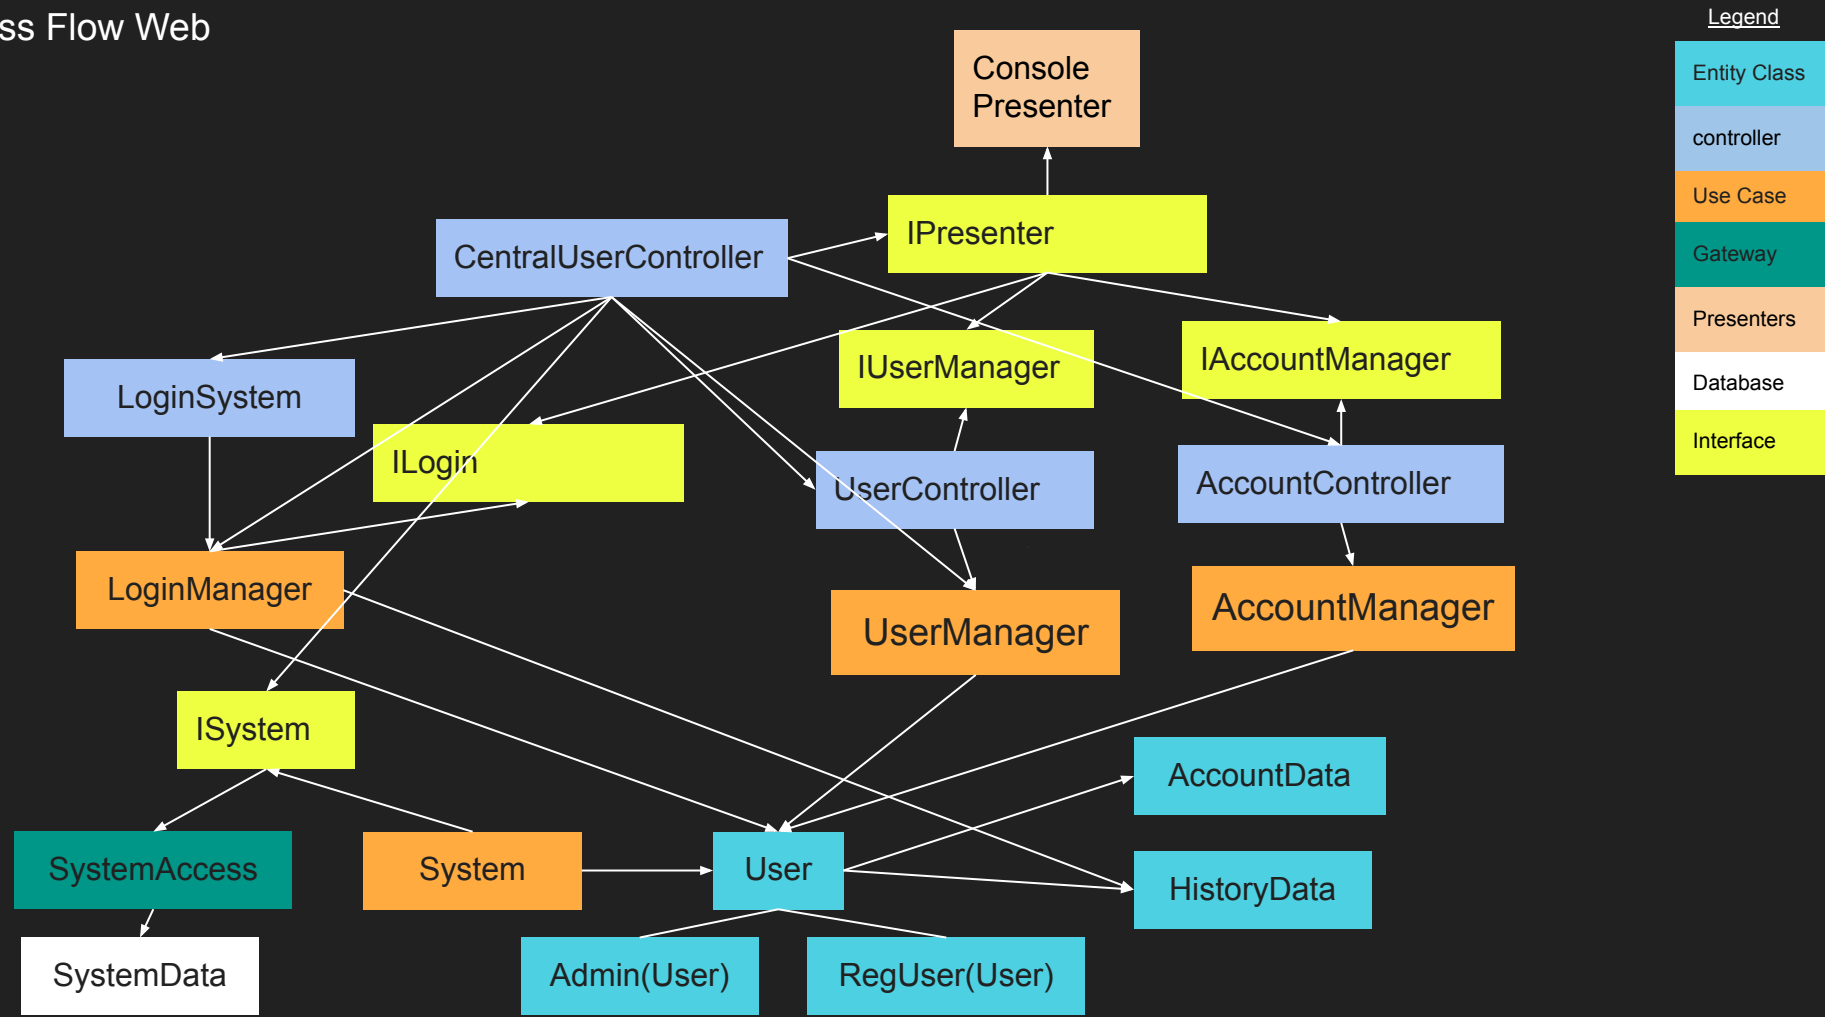 ss Flow Web
Legend
Entity Class
controller
Use Case
Gateway
Presenters
Database
Interface
Console
Presenter
IPresenter
CentralUserController
IUserManager
IAccountManager
LoginSystem
ILogin
UserController
AccountController
LoginManager
UserManager
AccountManager
ISystem
AccountData
SystemAccess
System
User
HistoryData
SystemData
Admin(User)
RegUser(User)